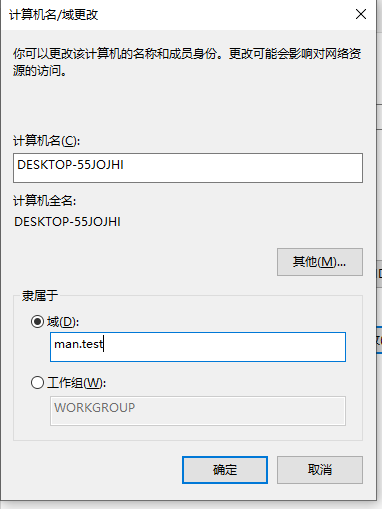 计算机名/域更改
你可以更改该计算机的名称和成员身份。更改可能会影响对网络资
源的访问。
计算机名(C):
DESKTOP-55JOJHI
计算机全名:
DESKTOP-55JOJHI
其他(M)...
隶属于
域(D):
man.test
工作组(W):
WORKGROUP
确定
取消